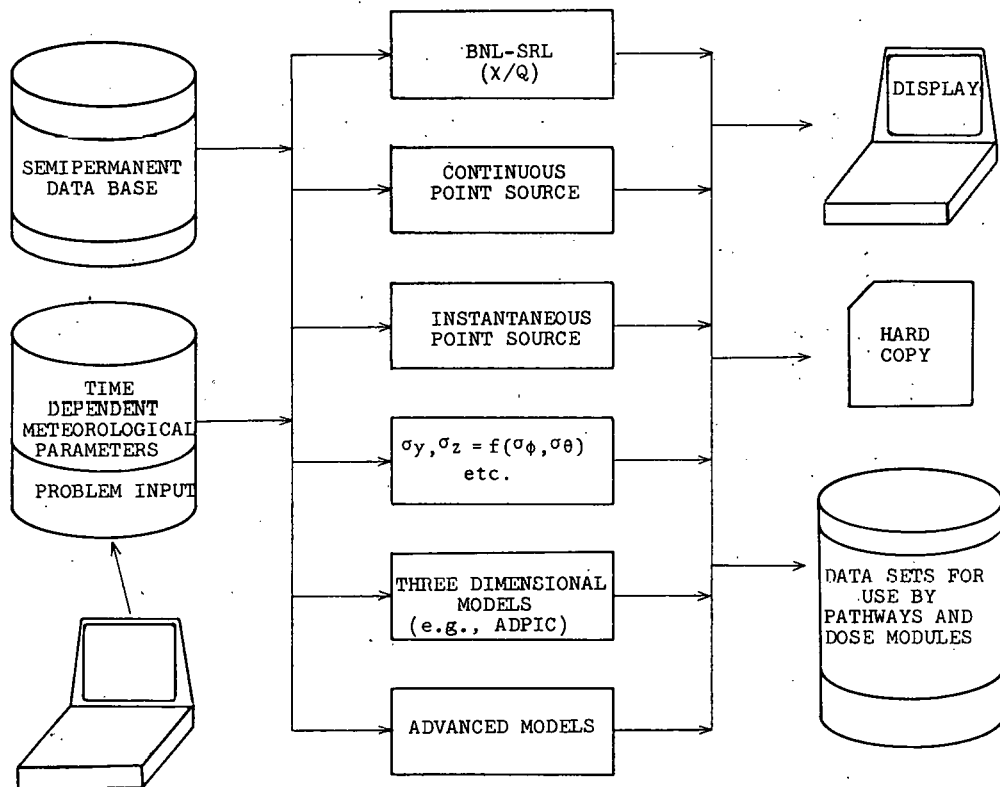 SEMIPERMANENT
DATA BASE
TIME
DEPENDENT
METEOROLOGICAL
PARAMETERS
PROBLEM INPUT
BNL-SRL
(χ/Q)
CONTINUOUS
POINT SOURCE
INSTANTANEOUS
POINT SOURCE
σy,σz = f(σϕ,σθ)
etc.
THREE DIMENSIONAL
MODELS
(e.g., ADPIC)
ADVANCED MODELS
DISPLAY
HARD
COPY
DATA SETS FOR
USE BY
PATHWAYS AND
DOSE MODULES